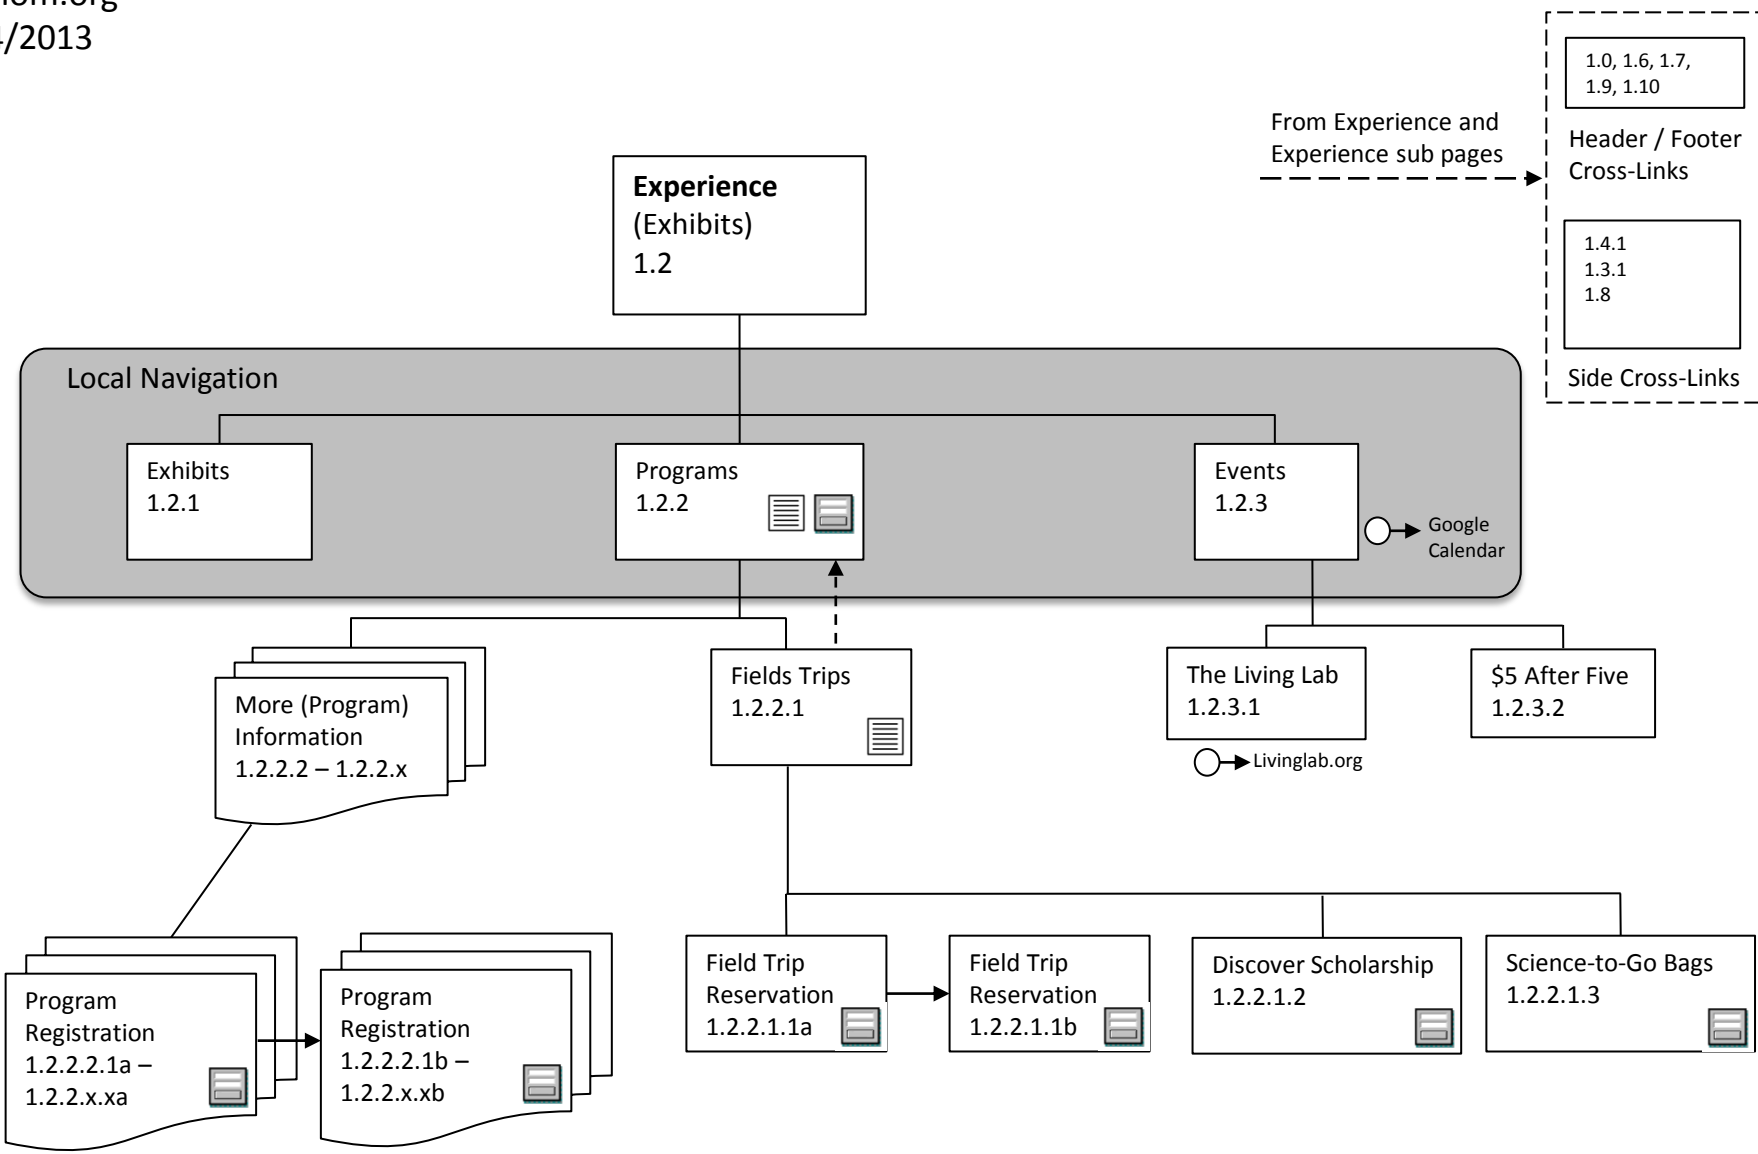 /2013
From Experience and
Experience sub pages
1.0, 1.6, 1.7,
1.9, 1.10
Header / Footer
Cross-Links
1.4.1
1.3.1
1.8
Side Cross-Links
Experience
(Exhibits)
1.2
Local Navigation
Exhibits
1.2.1
Programs
1.2.2
Events
1.2.3
Google
Calendar
More (Program)
Information
1.2.2.2 – 1.2.2.x
Fields Trips
1.2.2.1
The Living Lab
1.2.3.1
Livinglab.org
$5 After Five
1.2.3.2
Program
Registration
1.2.2.2.1a –
1.2.2.x.xa
Program
Registration
1.2.2.2.1b –
1.2.2.x.xb
Field Trip
Reservation
1.2.2.1.1a
Field Trip
Reservation
1.2.2.1.1b
Discover Scholarship
1.2.2.1.2
Science-to-Go Bags
1.2.2.1.3